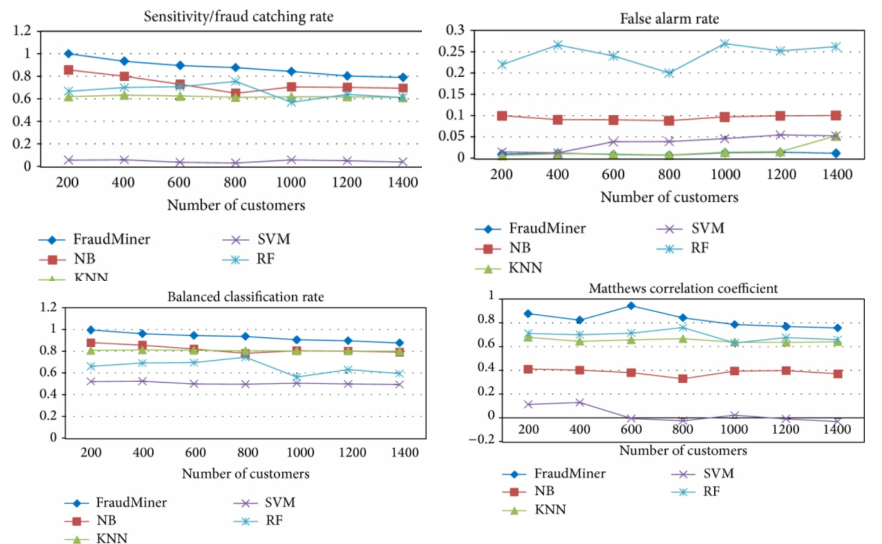 Sensitivity/fraud catching rate
1.2
1
0.8
0.6
0.4
0.2
0
200 400 600 800 1000 1200 1400
Number of customers
FraudMiner SVM
NB RF
KNN
False alarm rate
0.3
0.25
0.2
0.15
0.1
0.05
0
200 400 600 800 1000 1200 1400
Number of customers
FraudMiner SVM
NB RF
KNN
Balanced classification rate
1.2
1
0.8
0.6
0.4
0.2
0
200 400 600 800 1000 1200 1400
Number of customers
FraudMiner SVM
NB RF
KNN
Matthews correlation coefficient
1
0.8
0.6
0.4
0.2
0
−0.2
200 400 600 800 1000 1200 1400
Number of customers
FraudMiner SVM
NB RF
KNN